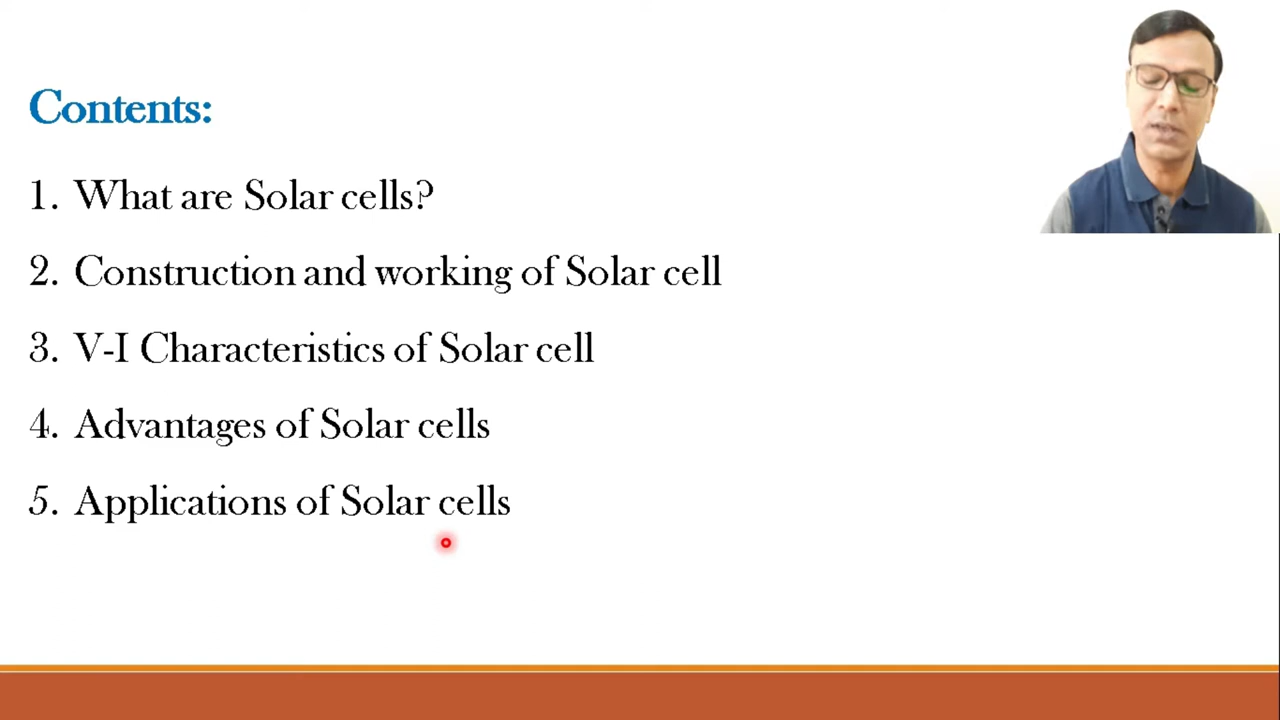 Contents:
1. What are Solar cells?
2. Construction and working of Solar cell
3. V-I Characteristics of Solar cell
4. Advantages of Solar cells
5. Applications of Solar cells